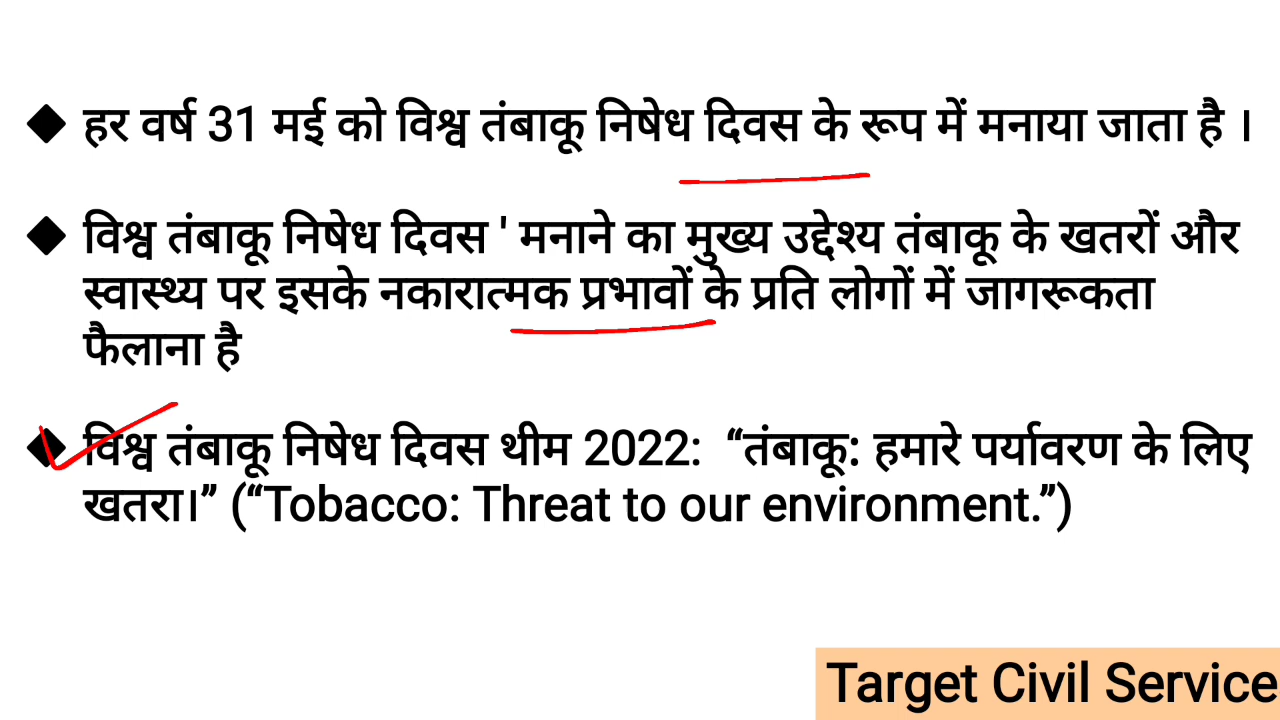 ◆ हर वर्ष 31 मई को विश्व तंबाकू निषेध दिवस के रूप में मनाया जाता है ।
◆ विश्व तंबाकू निषेध दिवस ' मनाने का मुख्य उद्देश्य तंबाकू के खतरों और
स्वास्थ्य पर इसके नकारात्मक प्रभावों के प्रति लोगों में जागरूकता
फैलाना है
◆ विश्व तंबाकू निषेध दिवस थीम 2022: “तंबाकू: हमारे पर्यावरण के लिए
खतरा।” (“Tobacco: Threat to our environment.”)
Target Civil Service